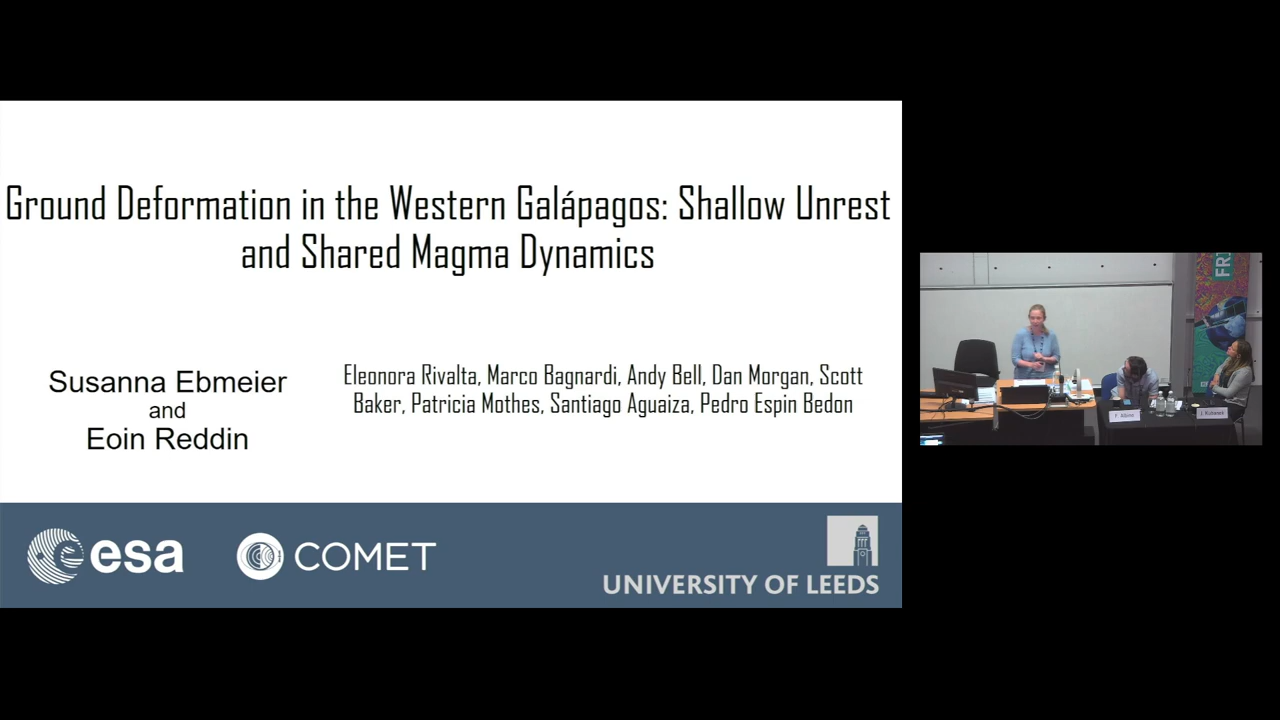 Ground Deformation in the Western Galápagos: Shallow Unrest
and Shared Magma Dynamics
Susanna Ebmeier
and
Eoin Reddin
Eleonora Rivalta, Marco Bagnardi, Andy Bell, Dan Morgan, Scott
Baker, Patricia Mothes, Santiago Aguaiza, Pedro Espin Bedon
esa
COMET
UNIVERSITY OF LEEDS